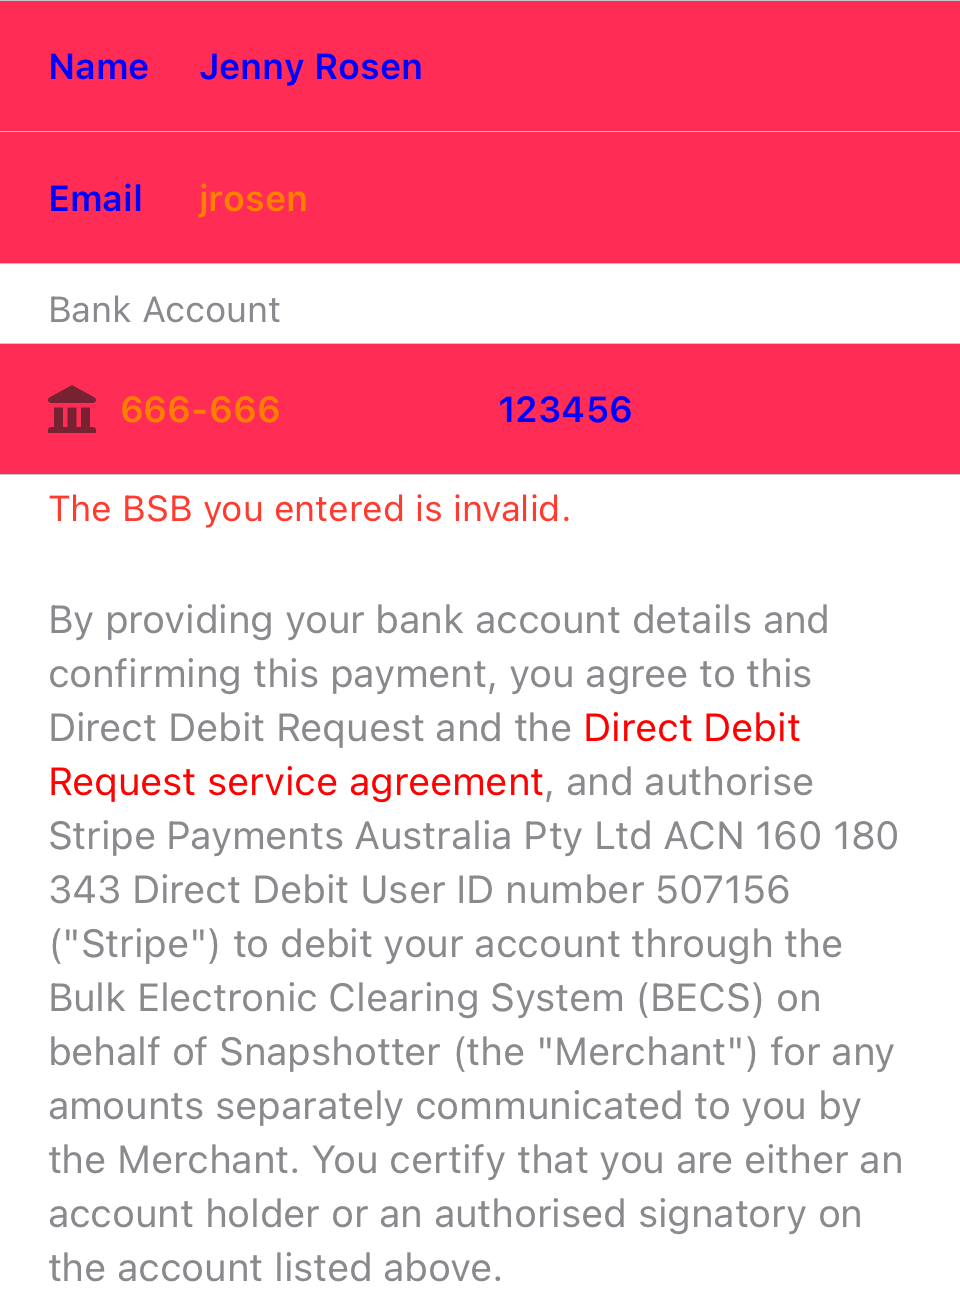 Name Jenny Rosen
Email jrosen
Bank Account
666-666 123456
The BSB you entered is invalid.
By providing your bank account details and
confirming this payment, you agree to this
Direct Debit Request and the Direct Debit
Request service agreement, and authorise
Stripe Payments Australia Pty Ltd ACN 160 180
343 Direct Debit User ID number 507156
("Stripe") to debit your account through the
Bulk Electronic Clearing System (BECS) on
behalf of Snapshotter (the "Merchant") for any
amounts separately communicated to you by
the Merchant. You certify that you are either an
account holder or an authorised signatory on
the account listed above.